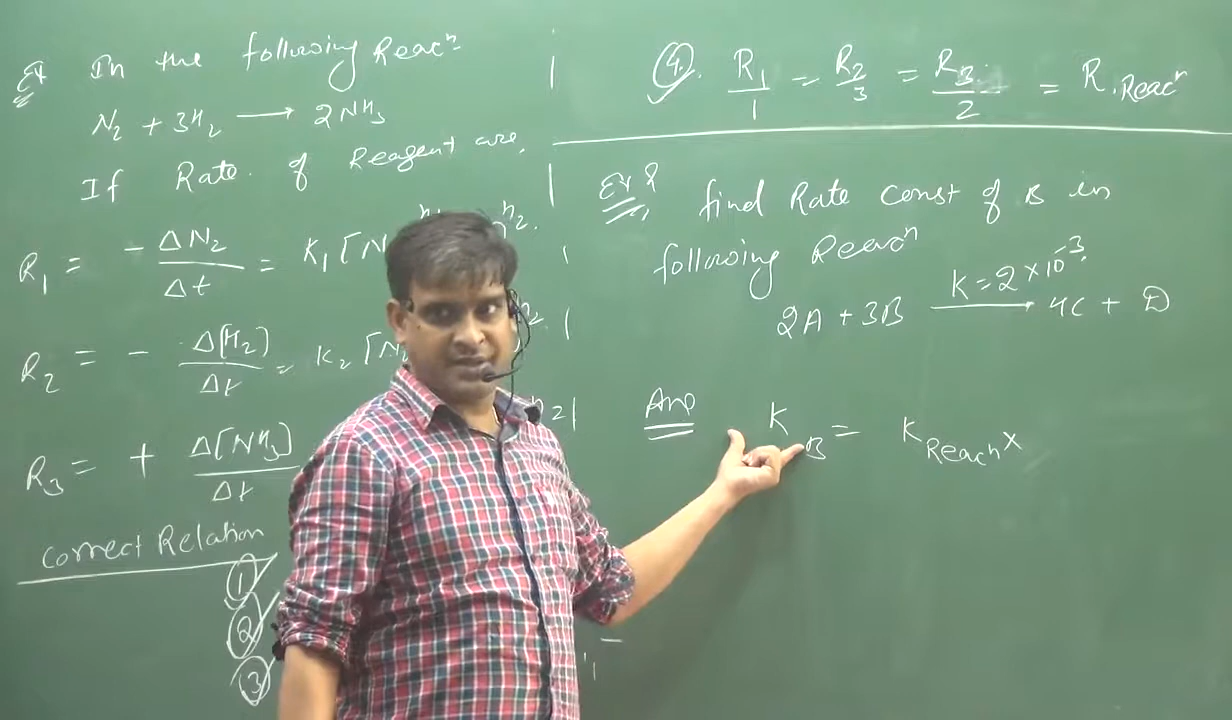 Ex In the following Reacⁿ
N₂ + 3H₂ ⟶ 2NH₃
If Rate of Reagent are,
R₁ = - ΔN₂/Δt = K₁[N n₂.
R₂ = - Δ[H₂]/Δt = K₂[N₂
R₃ = + Δ[NH₃]/Δt
Correct Relation
①
②
③
④. R₁/1 = R₂/3 = R₃/2 = R.Reacⁿ
Ex? find Rate const of B in
following Reacⁿ
2A + 3B K = 2 × 10⁻³ ⟶ 4C + D
Ans K_B = K_Reacn ×